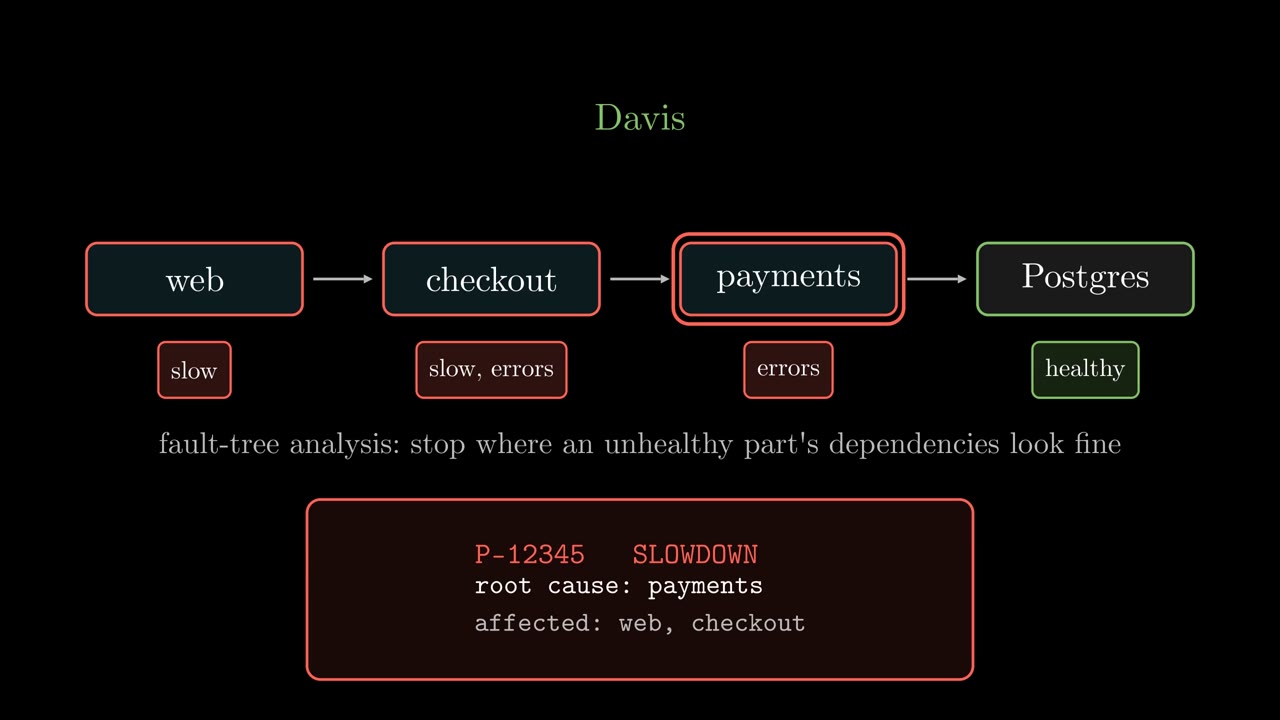 Davis
web
checkout
payments
Postgres
slow
slow, errors
errors
healthy
fault-tree analysis: stop where an unhealthy part's dependencies look fine
P-12345 SLOWDOWN
root cause: payments
affected: web, checkout